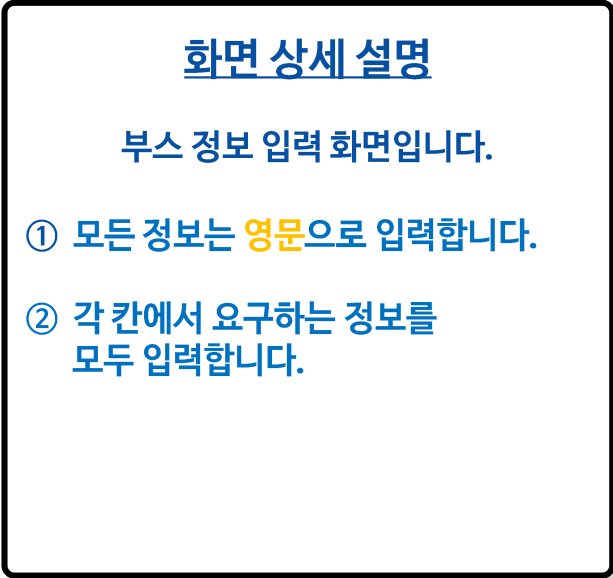 화면 상세 설명
부스 정보 입력 화면입니다.
① 모든 정보는 영문으로 입력합니다.
② 각 칸에서 요구하는 정보를
모두 입력합니다.